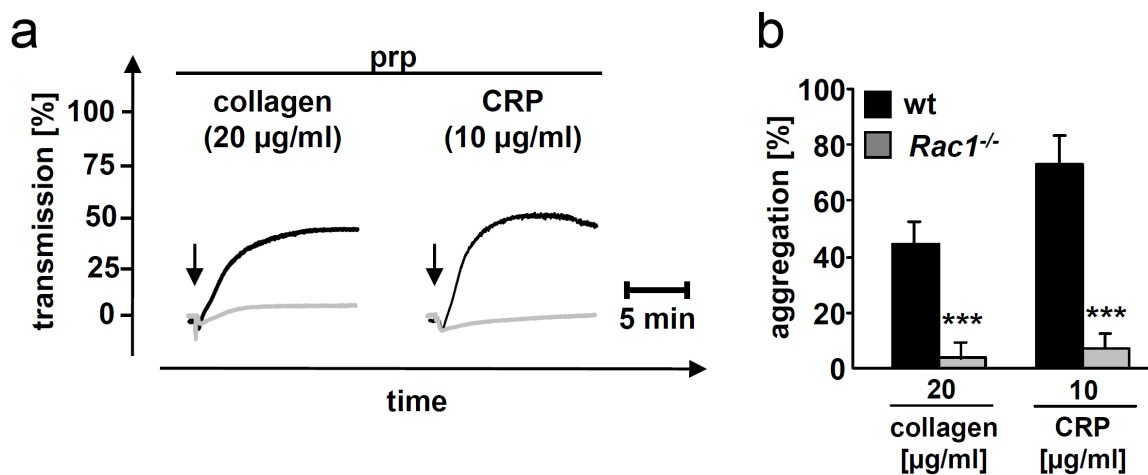 a
prp
transmission [%]
100
75
50
25
0
collagen
(20 µg/ml)
CRP
(10 µg/ml)
5 min
time
b
aggregation [%]
100
80
60
40
20
0
wt
Rac1-/-
***
***
20
10
collagen
[µg/ml]
CRP
[µg/ml]